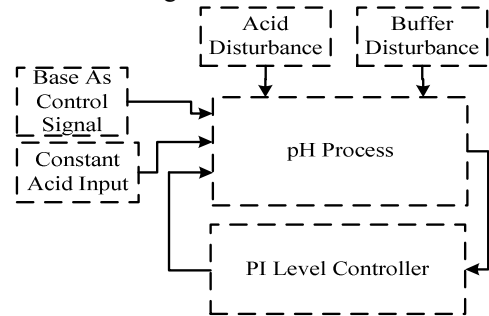 Acid
Disturbance
Buffer
Disturbance
Base As
Control
Signal
Constant
Acid Input
pH Process
PI Level Controller